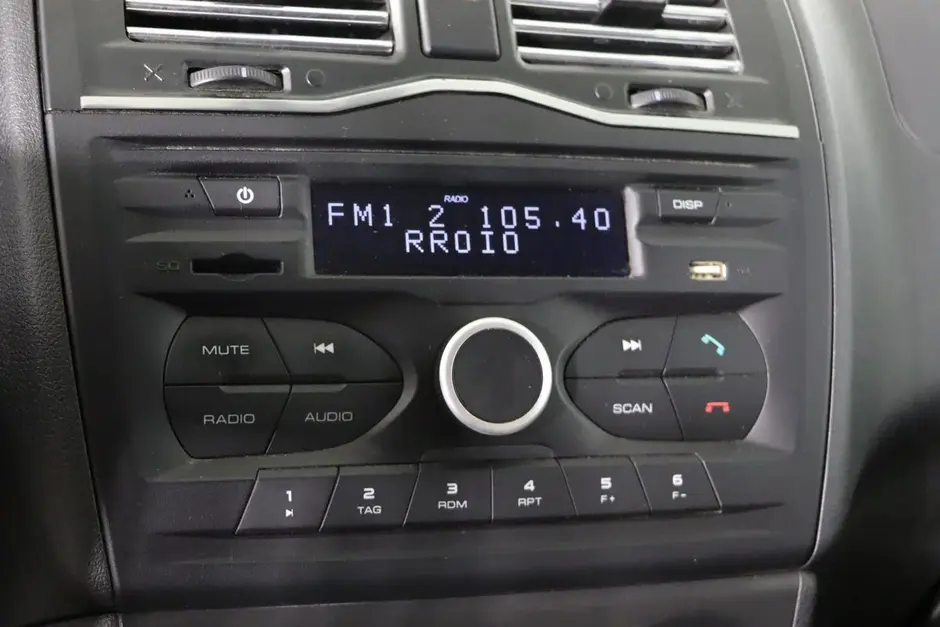 RADIO
FM1 2 105.40
RR0I0
DISP
SD
MUTE
RADIO
AUDIO
SCAN
1
2
TAG
3
RDM
4
RPT
5
F+
6
F-